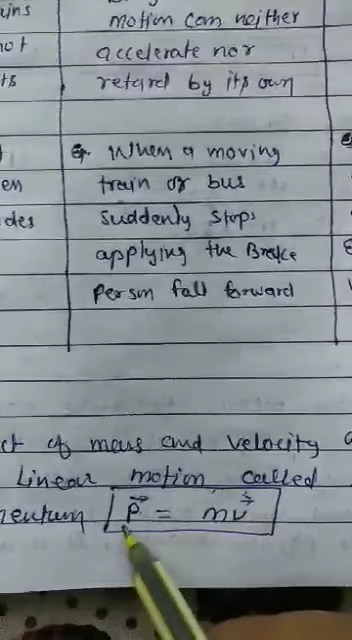 motion can neither
accelerate nor
retard by its own
eg. When a moving
train or bus
suddenly stops
applying the Breake
person fall forward
of mass and velocity
Linear motion called
P⃗ = mv⃗